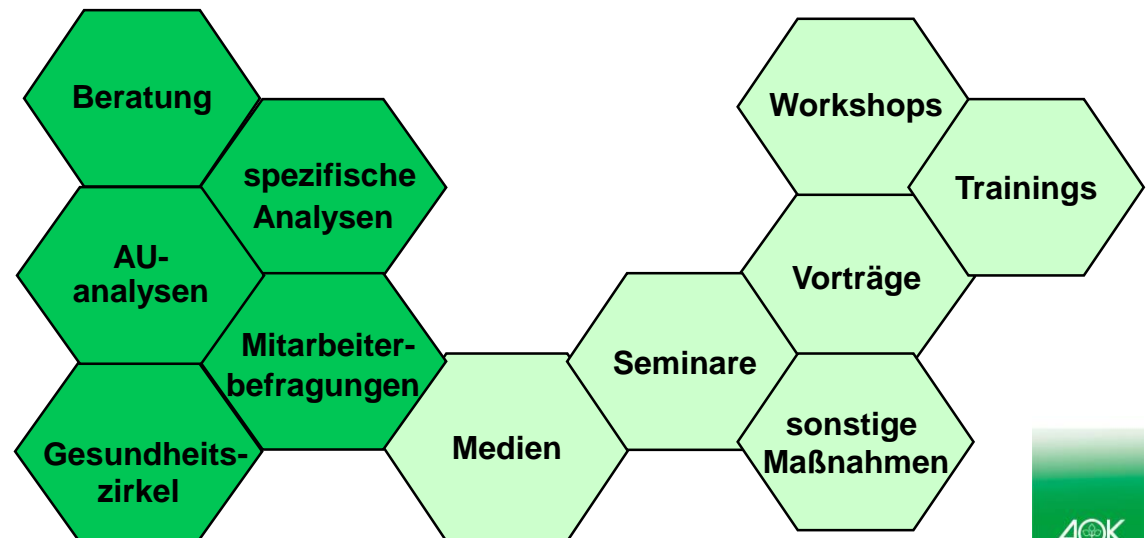 Beratung
spezifische
Analysen
AU-
analysen
Mitarbeiter-
befragungen
Gesundheits-
zirkel
Medien
Seminare
Workshops
Trainings
Vorträge
sonstige
Maßnahmen
AOK